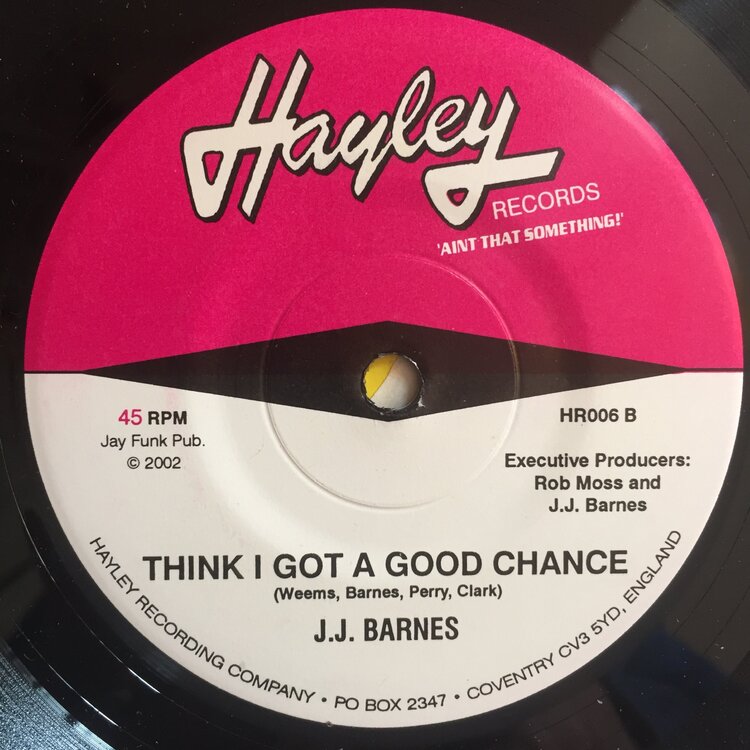 Hayley
RECORDS
'AINT THAT SOMETHING!'
45 RPM
Jay Funk Pub.
© 2002
HR006 B
Executive Producers:
Rob Moss and
J.J. Barnes
THINK I GOT A GOOD CHANCE
(Weems, Barnes, Perry, Clark)
J.J. BARNES
HAYLEY RECORDING COMPANY • PO BOX 2347 • COVENTRY CV3 5YD, ENGLAND